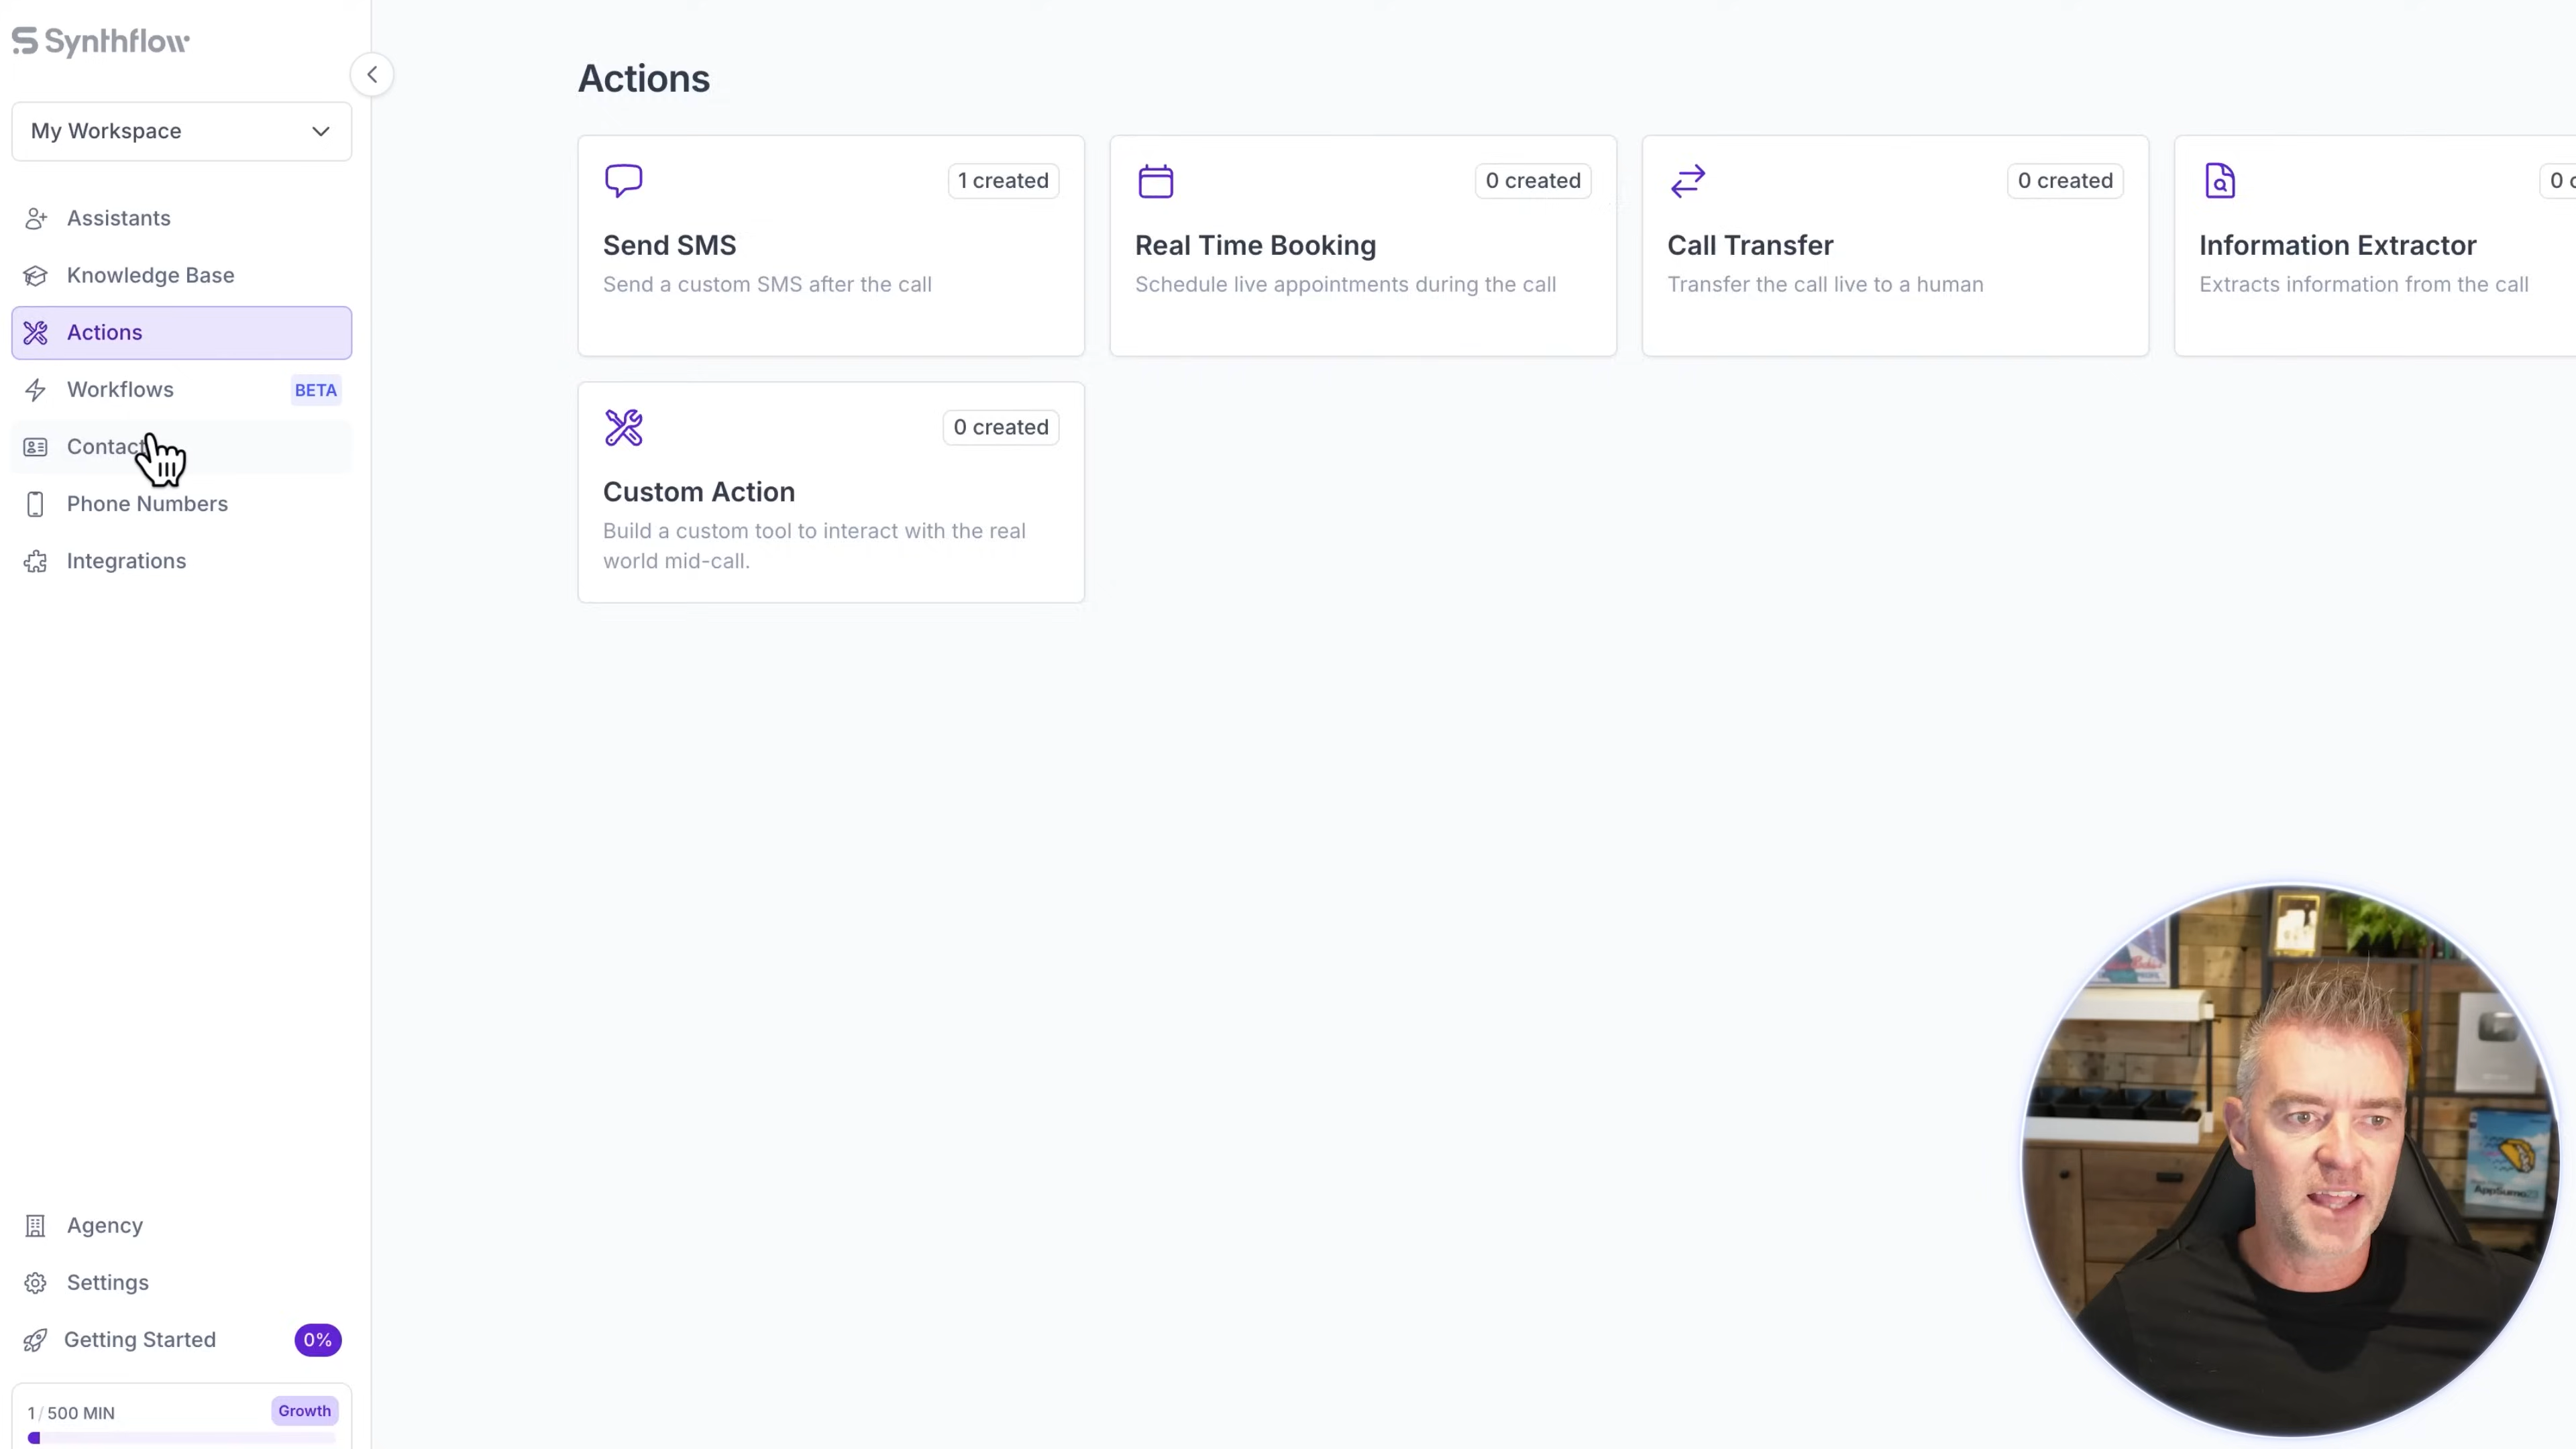 Synthflow
My Workspace
Assistants
Knowledge Base
Actions
Workflows
BETA
Contact
Phone Numbers
Integrations
Agency
Settings
Getting Started
0%
1/500 MIN
Growth
Actions
1 created
Send SMS
Send a custom SMS after the call
0 created
Real Time Booking
Schedule live appointments during the call
0 created
Call Transfer
Transfer the call live to a human
0
Information Extractor
Extracts information from the call
0 created
Custom Action
Build a custom tool to interact with the real
world mid-call.
AppSumo